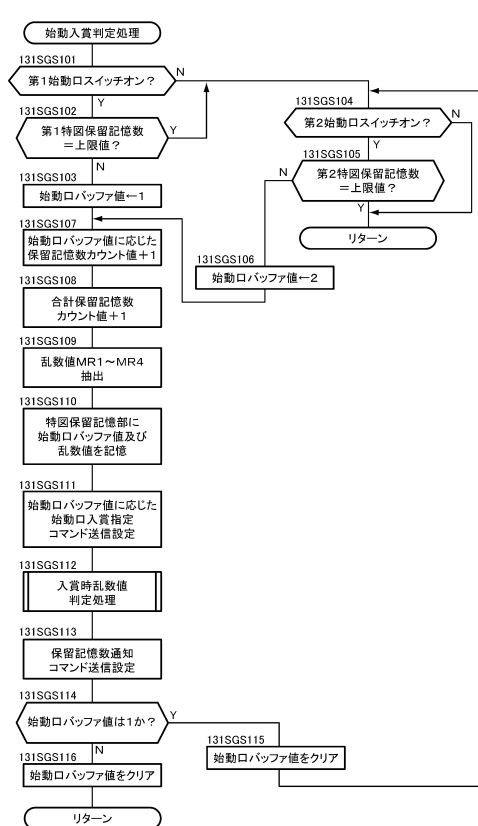 始動入賞判定処理
131SGS101
第1始動口スイッチオン?
N
Y
131SGS102
第1特図保留記憶数
＝上限値?
Y
N
131SGS103
始動口バッファ値←1
131SGS104
第2始動口スイッチオン?
N
Y
131SGS105
第2特図保留記憶数
＝上限値?
N
Y
リターン
131SGS106
始動口バッファ値←2
131SGS107
始動口バッファ値に応じた
保留記憶数カウント値＋1
131SGS108
合計保留記憶数
カウント値＋1
131SGS109
乱数値MR1～MR4
抽出
131SGS110
特図保留記憶部に
始動口バッファ値及び
乱数値を記憶
131SGS111
始動口バッファ値に応じた
始動口入賞指定
コマンド送信設定
131SGS112
入賞時乱数値
判定処理
131SGS113
保留記憶数通知
コマンド送信設定
131SGS114
始動口バッファ値は1か?
Y
N
131SGS115
始動口バッファ値をクリア
131SGS116
始動口バッファ値をクリア
リターン